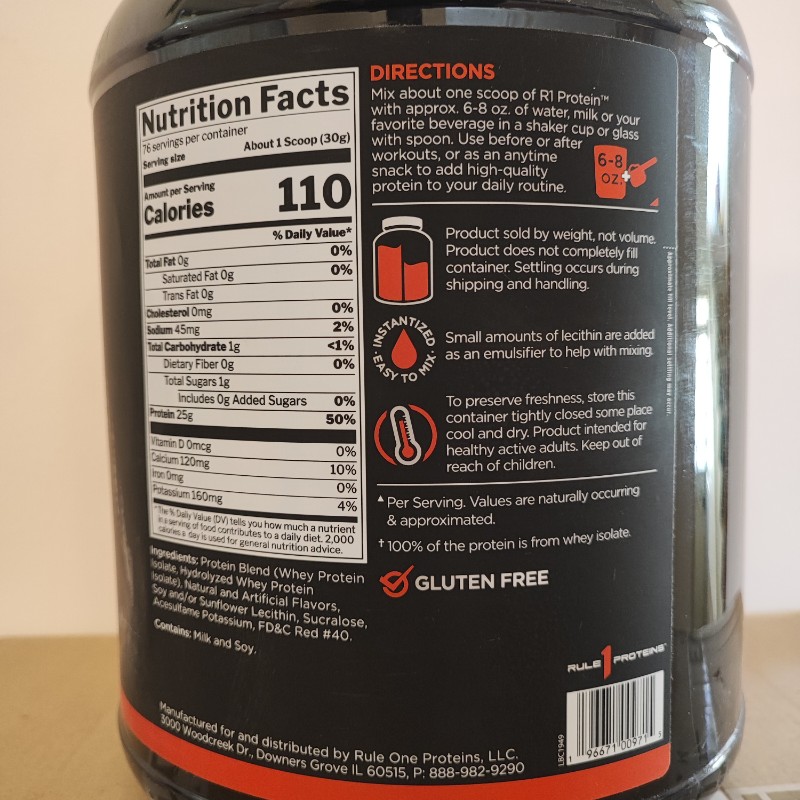 Nutrition Facts
76 servings per container
Serving size About 1 Scoop (30g)
Amount per Serving
Calories 110
% Daily Value*
Total Fat 0g 0%
Saturated Fat 0g 0%
Trans Fat 0g
Cholesterol 0mg 0%
Sodium 45mg 2%
Total Carbohydrate 1g <1%
Dietary Fiber 0g 0%
Total Sugars 1g
Includes 0g Added Sugars 0%
Protein 25g 50%
Vitamin D 0mcg 0%
Calcium 120mg 10%
Iron 0mg 0%
Potassium 160mg 4%
*The % Daily Value (DV) tells you how much a nutrient
in a serving of food contributes to a daily diet. 2,000
calories a day is used for general nutrition advice.
Ingredients: Protein Blend (Whey Protein
Isolate, Hydrolyzed Whey Protein
Isolate), Natural and Artificial Flavors,
Soy and/or Sunflower Lecithin, Sucralose,
Acesulfame Potassium, FD&C Red #40.
Contains: Milk and Soy.
DIRECTIONS
Mix about one scoop of R1 Protein™
with approx. 6-8 oz. of water, milk or your
favorite beverage in a shaker cup or glass
with spoon. Use before or after
workouts, or as an anytime
snack to add high-quality
protein to your daily routine.
6-8
OZ.
+
Product sold by weight, not volume.
Product does not completely fill
container. Settling occurs during
shipping and handling.
Approximate fill level. Additional settling may occur.
INSTANTIZED
• EASY TO MIX •
Small amounts of lecithin are added
as an emulsifier to help with mixing.
To preserve freshness, store this
container tightly closed some place
cool and dry. Product intended for
healthy active adults. Keep out of
reach of children.
▲ Per Serving. Values are naturally occurring
& approximated.
† 100% of the protein is from whey isolate.
GLUTEN FREE
RULE 1 PROTEINS
LBC1949
1 96671 00971 5
Manufactured for and distributed by Rule One Proteins, LLC.
3000 Woodcreek Dr., Downers Grove IL 60515, P: 888-982-9290